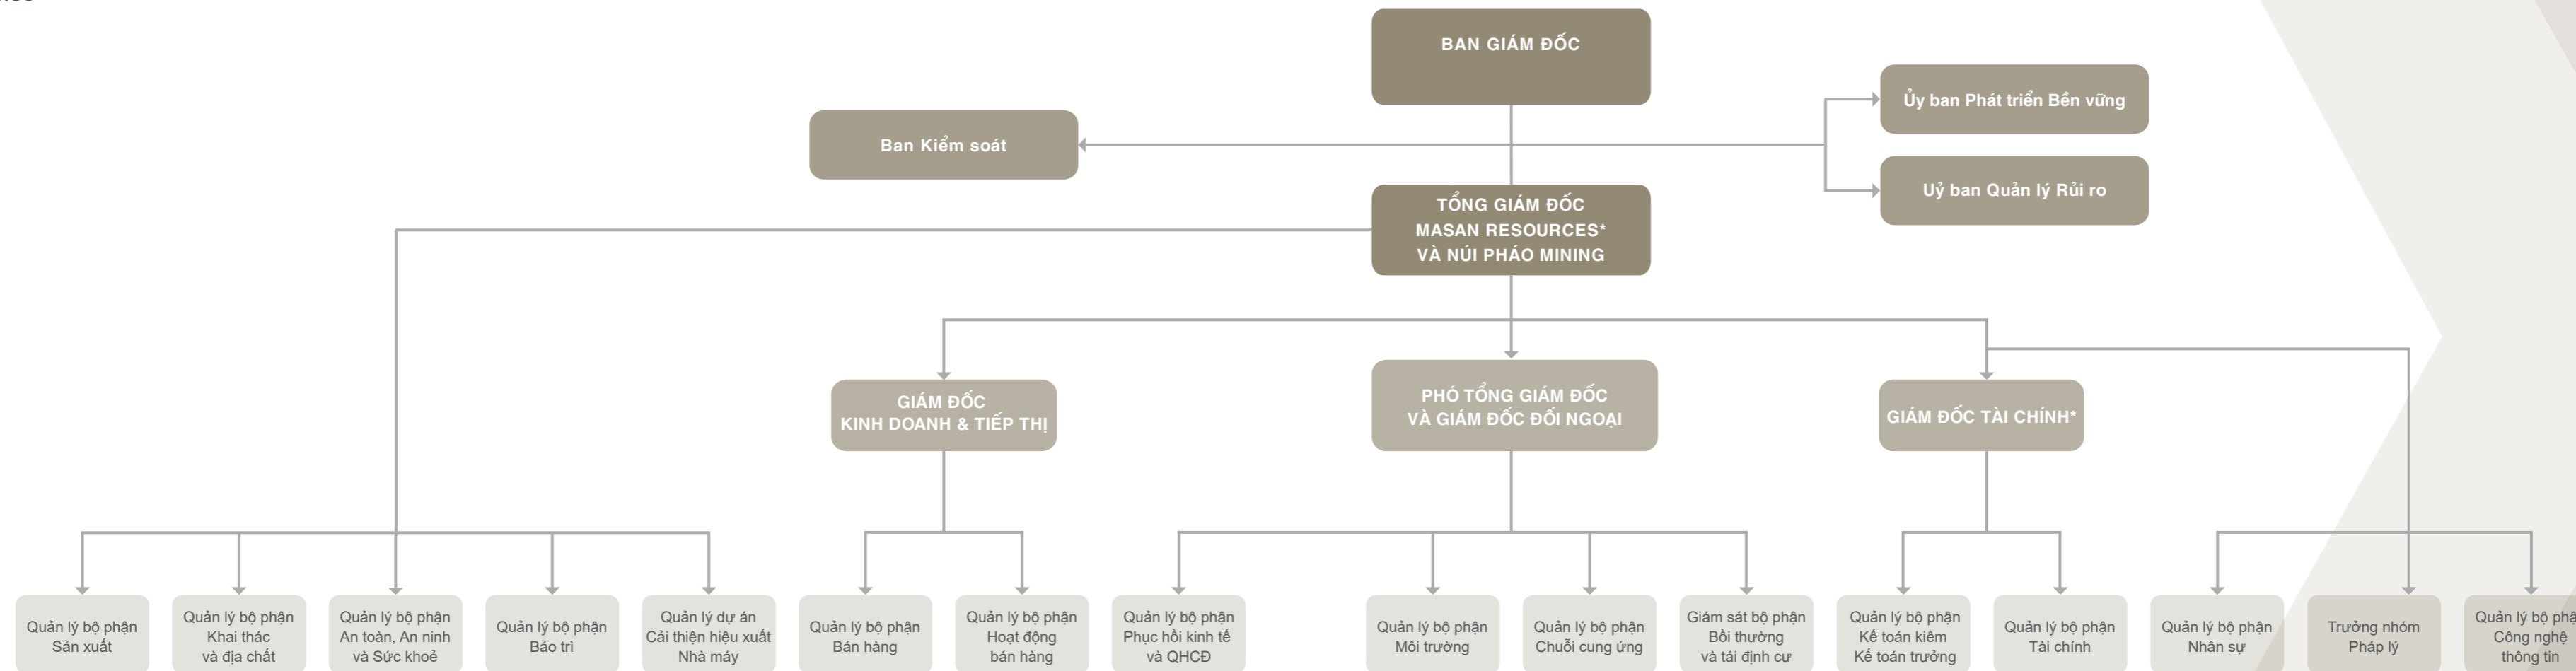 BAN GIÁM ĐỐC
Ủy ban Phát triển Bền vững
Ban Kiểm soát
Uỷ ban Quản lý Rủi ro
TỔNG GIÁM ĐỐC
MASAN RESOURCES*
VÀ NÚI PHÁO MINING
GIÁM ĐỐC
KINH DOANH & TIẾP THỊ
PHÓ TỔNG GIÁM ĐỐC
VÀ GIÁM ĐỐC ĐỐI NGOẠI
GIÁM ĐỐC TÀI CHÍNH*
Quản lý bộ phận
Sản xuất
Quản lý bộ phận
Khai thác
và địa chất
Quản lý bộ phận
An toàn, An ninh
và Sức khoẻ
Quản lý bộ phận
Bảo trì
Quản lý dự án
Cải thiện hiệu xuất
Nhà máy
Quản lý bộ phận
Bán hàng
Quản lý bộ phận
Hoạt động
bán hàng
Quản lý bộ phận
Phục hồi kinh tế
và QHCĐ
Quản lý bộ phận
Môi trường
Quản lý bộ phận
Chuỗi cung ứng
Giám sát bộ phận
Bồi thường
và tái định cư
Quản lý bộ phận
Kế toán kiêm
Kế toán trưởng
Quản lý bộ phận
Tài chính
Quản lý bộ phận
Nhân sự
Trưởng nhóm
Pháp lý
Quản lý bộ
Công nghệ
thông tin